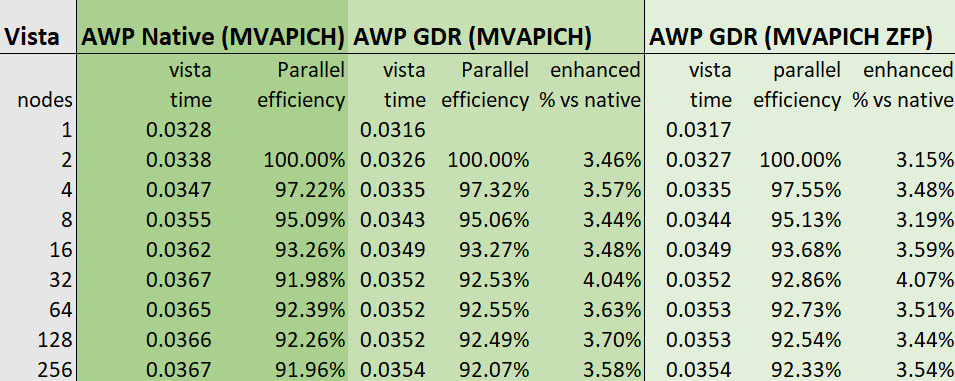 Vista AWP Native (MVAPICH) AWP GDR (MVAPICH) AWP GDR (MVAPICH ZFP)
vista Parallel vista Parallel enhanced vista parallel enhanced
nodes time efficiency time efficiency % vs native time efficiency % vs native
1 0.0328 0.0316 0.0317
2 0.0338 100.00% 0.0326 100.00% 3.46% 0.0327 100.00% 3.15%
4 0.0347 97.22% 0.0335 97.32% 3.57% 0.0335 97.55% 3.48%
8 0.0355 95.09% 0.0343 95.06% 3.44% 0.0344 95.13% 3.19%
16 0.0362 93.26% 0.0349 93.27% 3.48% 0.0349 93.68% 3.59%
32 0.0367 91.98% 0.0352 92.53% 4.04% 0.0352 92.86% 4.07%
64 0.0365 92.39% 0.0352 92.55% 3.63% 0.0353 92.73% 3.51%
128 0.0366 92.26% 0.0352 92.49% 3.70% 0.0353 92.54% 3.44%
256 0.0367 91.96% 0.0354 92.07% 3.58% 0.0354 92.33% 3.54%